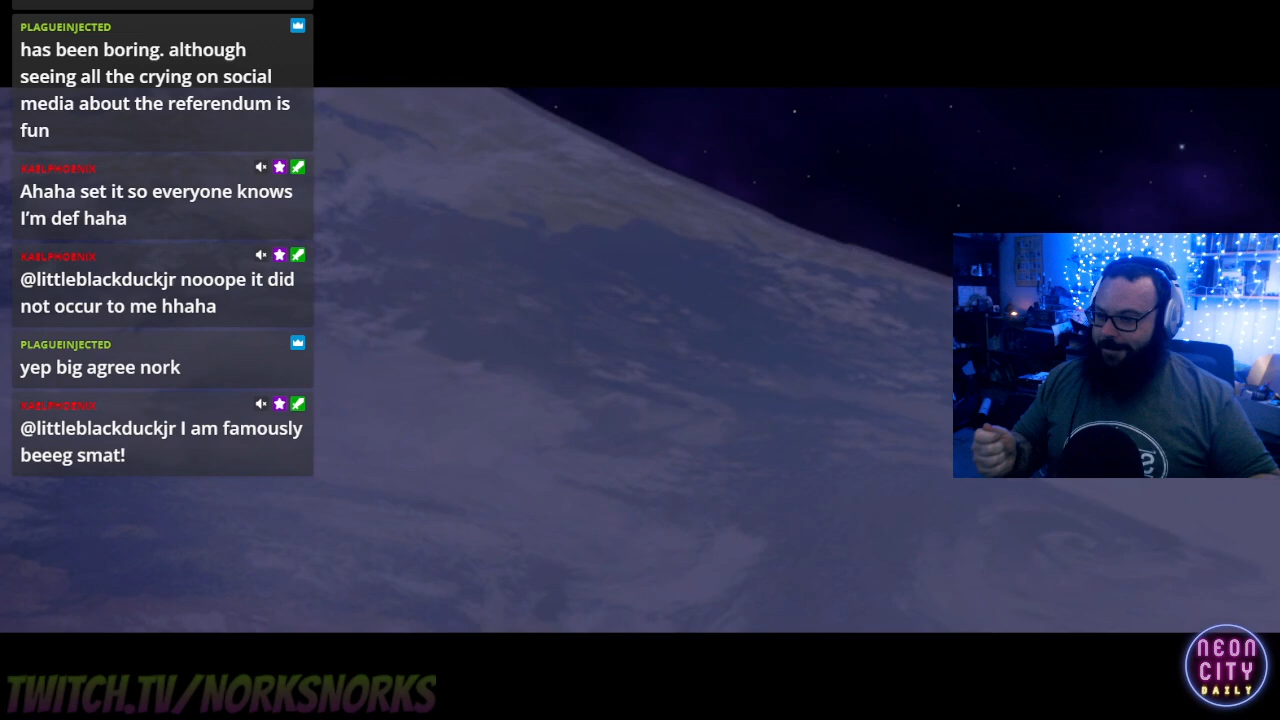 PLAGUEINJECTED
has been boring. although
seeing all the crying on social
media about the referendum is
fun
KAELPHOENIX
Ahaha set it so everyone knows
I’m def haha
KAELPHOENIX
@littleblackduckjr nooope it did
not occur to me hhaha
PLAGUEINJECTED
yep big agree nork
KAELPHOENIX
@littleblackduckjr I am famously
beeeg smat!
TWITCH.TV/NORKSNORKS
NEON
CITY
DAILY